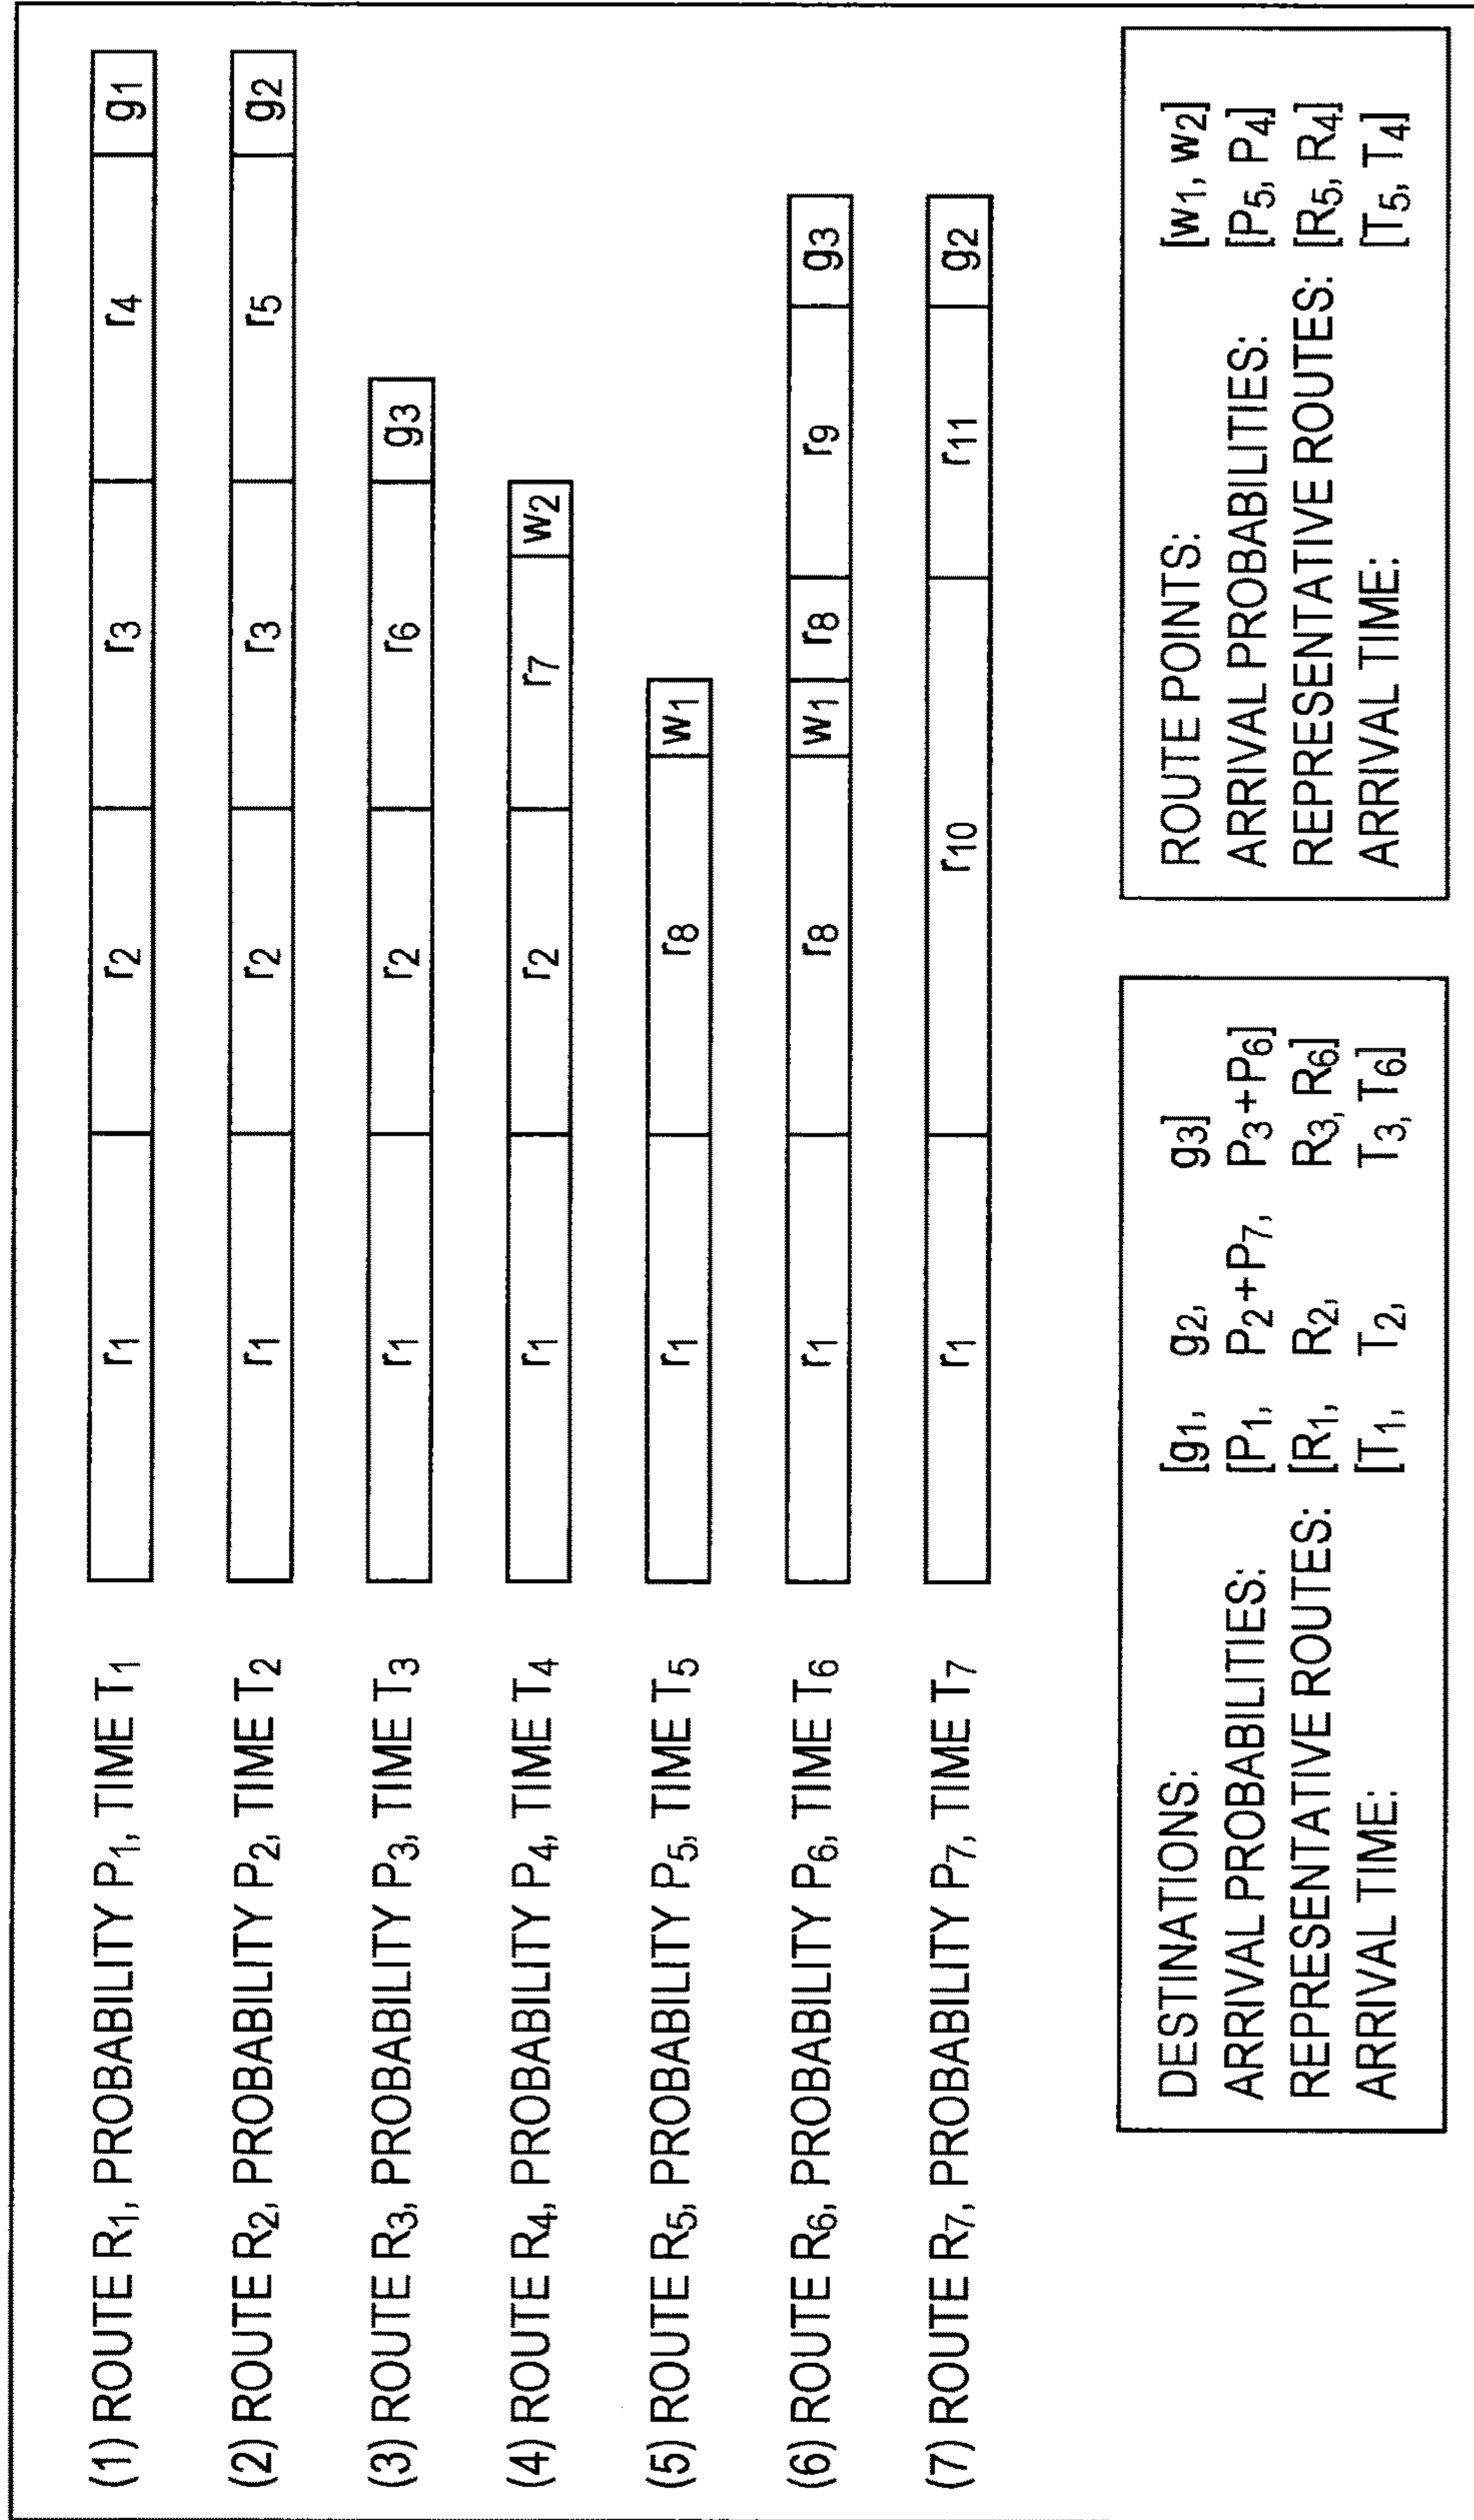 (1) ROUTE R1, PROBABILITY P1, TIME T1 r1 r2 r3 r4 g1
(2) ROUTE R2, PROBABILITY P2, TIME T2 r1 r2 r3 r5 g2
(3) ROUTE R3, PROBABILITY P3, TIME T3 r1 r2 r6 g3
(4) ROUTE R4, PROBABILITY P4, TIME T4 r1 r2 r7 w2
(5) ROUTE R5, PROBABILITY P5, TIME T5 r1 r8 w1
(6) ROUTE R6, PROBABILITY P6, TIME T6 r1 r8 w1 r8 r9 g3
(7) ROUTE R7, PROBABILITY P7, TIME T7 r1 r10 r11 g2
DESTINATIONS: [g1, g2, g3]
ARRIVAL PROBABILITIES: [P1, P2+P7, P3+P6]
REPRESENTATIVE ROUTES: [R1, R2, R3, R6]
ARRIVAL TIME: [T1, T2, T3, T6]
ROUTE POINTS: [w1, w2]
ARRIVAL PROBABILITIES: [P5, P4]
REPRESENTATIVE ROUTES: [R5, R4]
ARRIVAL TIME: [T5, T4]